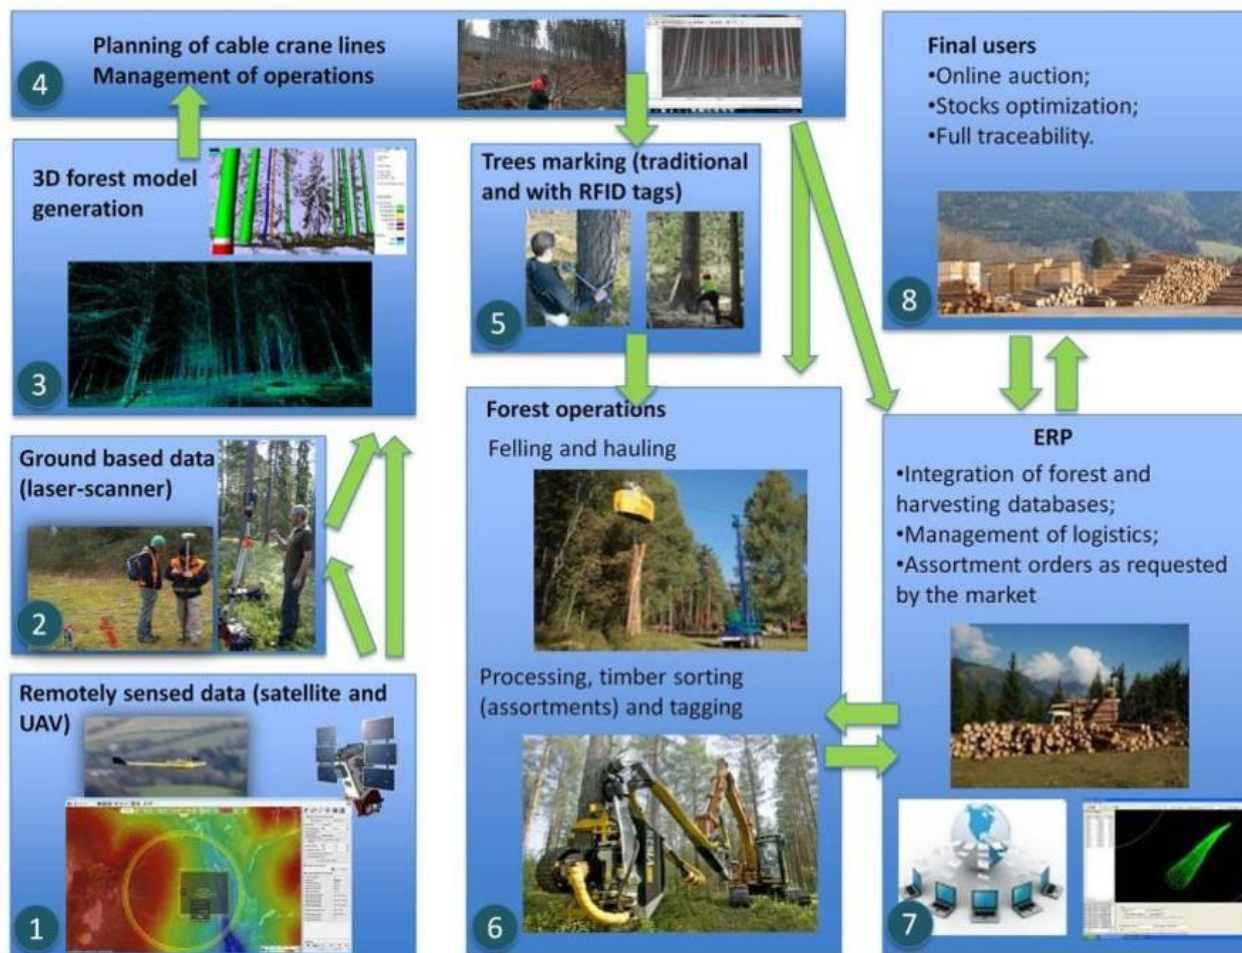 Planning of cable crane lines
Management of operations
4
3D forest model
generation
3
Ground based data
(laser-scanner)
2
Remotely sensed data (satellite and
UAV)
1
Trees marking (traditional
and with RFID tags)
5
Forest operations
Felling and hauling
Processing, timber sorting
(assortments) and tagging
6
Final users
•Online auction;
•Stocks optimization;
•Full traceability.
8
ERP
•Integration of forest and
harvesting databases;
•Management of logistics;
•Assortment orders as requested
by the market
7